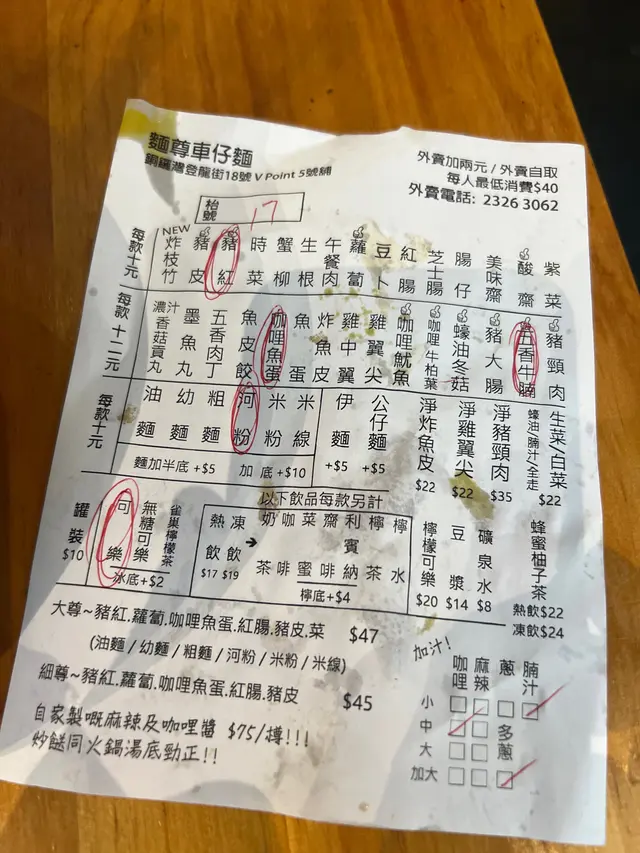 麵尊車仔麵
銅鑼灣登龍街18號 V Point 5號舖
外賣加兩元 / 外賣自取
每人最低消費$40
外賣電話: 2326 3062
枱號 17
每款十元
NEW 炸枝竹
豬皮
豬紅
時菜
蟹柳
生根
午餐肉
蘿蔔
豆卜
紅腸
芝士腸
腸仔
美味齋
酸齋
紫菜
每款十二元
濃汁香菇貢丸
墨魚丸
五香肉丁
魚皮餃
咖哩魚蛋
魚蛋
炸魚皮
雞中翼
雞翼尖
咖哩魷魚
咖哩牛柏葉
蠔油冬菇
豬大腸
五香牛腩
豬頸肉
每款十元
油麵
幼麵
粗麵
河粉
米粉
米線
麵加半底 +$5
加底 +$10
伊麵 +$5
公仔麵 +$5
淨炸魚皮 $22
淨雞翼尖 $22
淨豬頸肉 $35
生菜/白菜 蠔油/腩汁/全走 $22
罐裝 $10
可樂
無糖可樂
雀巢檸檬茶
冰底+$2
以下飲品每款另計
熱飲 $17
凍飲 $19
奶茶
咖啡
菜蜜
齋啡
利賓納
檸茶
檸水
檸底+$4
檸檬可樂 $20
豆漿 $14
礦泉水 $8
蜂蜜柚子茶
熱飲$22
凍飲$24
大尊~豬紅.蘿蔔.咖哩魚蛋.紅腸.豬皮.菜 $47
(油麵 / 幼麵 / 粗麵 / 河粉 / 米粉 / 米線)
細尊~豬紅.蘿蔔.咖哩魚蛋.紅腸.豬皮 $45
自家製嘅麻辣及咖哩醬 $75/樽!!!
炒餸同火鍋湯底勁正!!
加汁!
咖哩 麻辣 蔥 腩汁
小
中 多蔥
大
加大